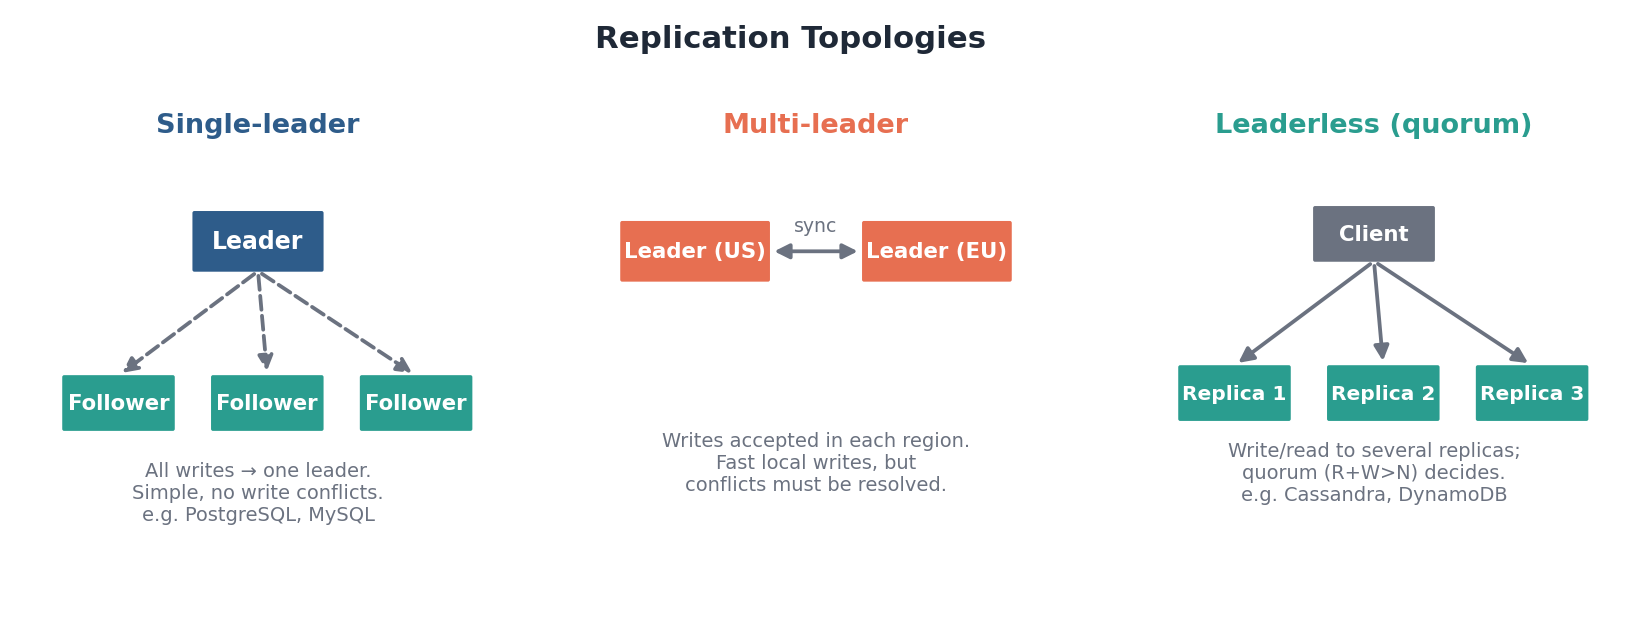 Replication Topologies
Single-leader
Leader
Follower
Follower
Follower
All writes → one leader.
Simple, no write conflicts.
e.g. PostgreSQL, MySQL
Multi-leader
Leader (US)
sync
Leader (EU)
Writes accepted in each region.
Fast local writes, but
conflicts must be resolved.
Leaderless (quorum)
Client
Replica 1
Replica 2
Replica 3
Write/read to several replicas;
quorum (R+W>N) decides.
e.g. Cassandra, DynamoDB